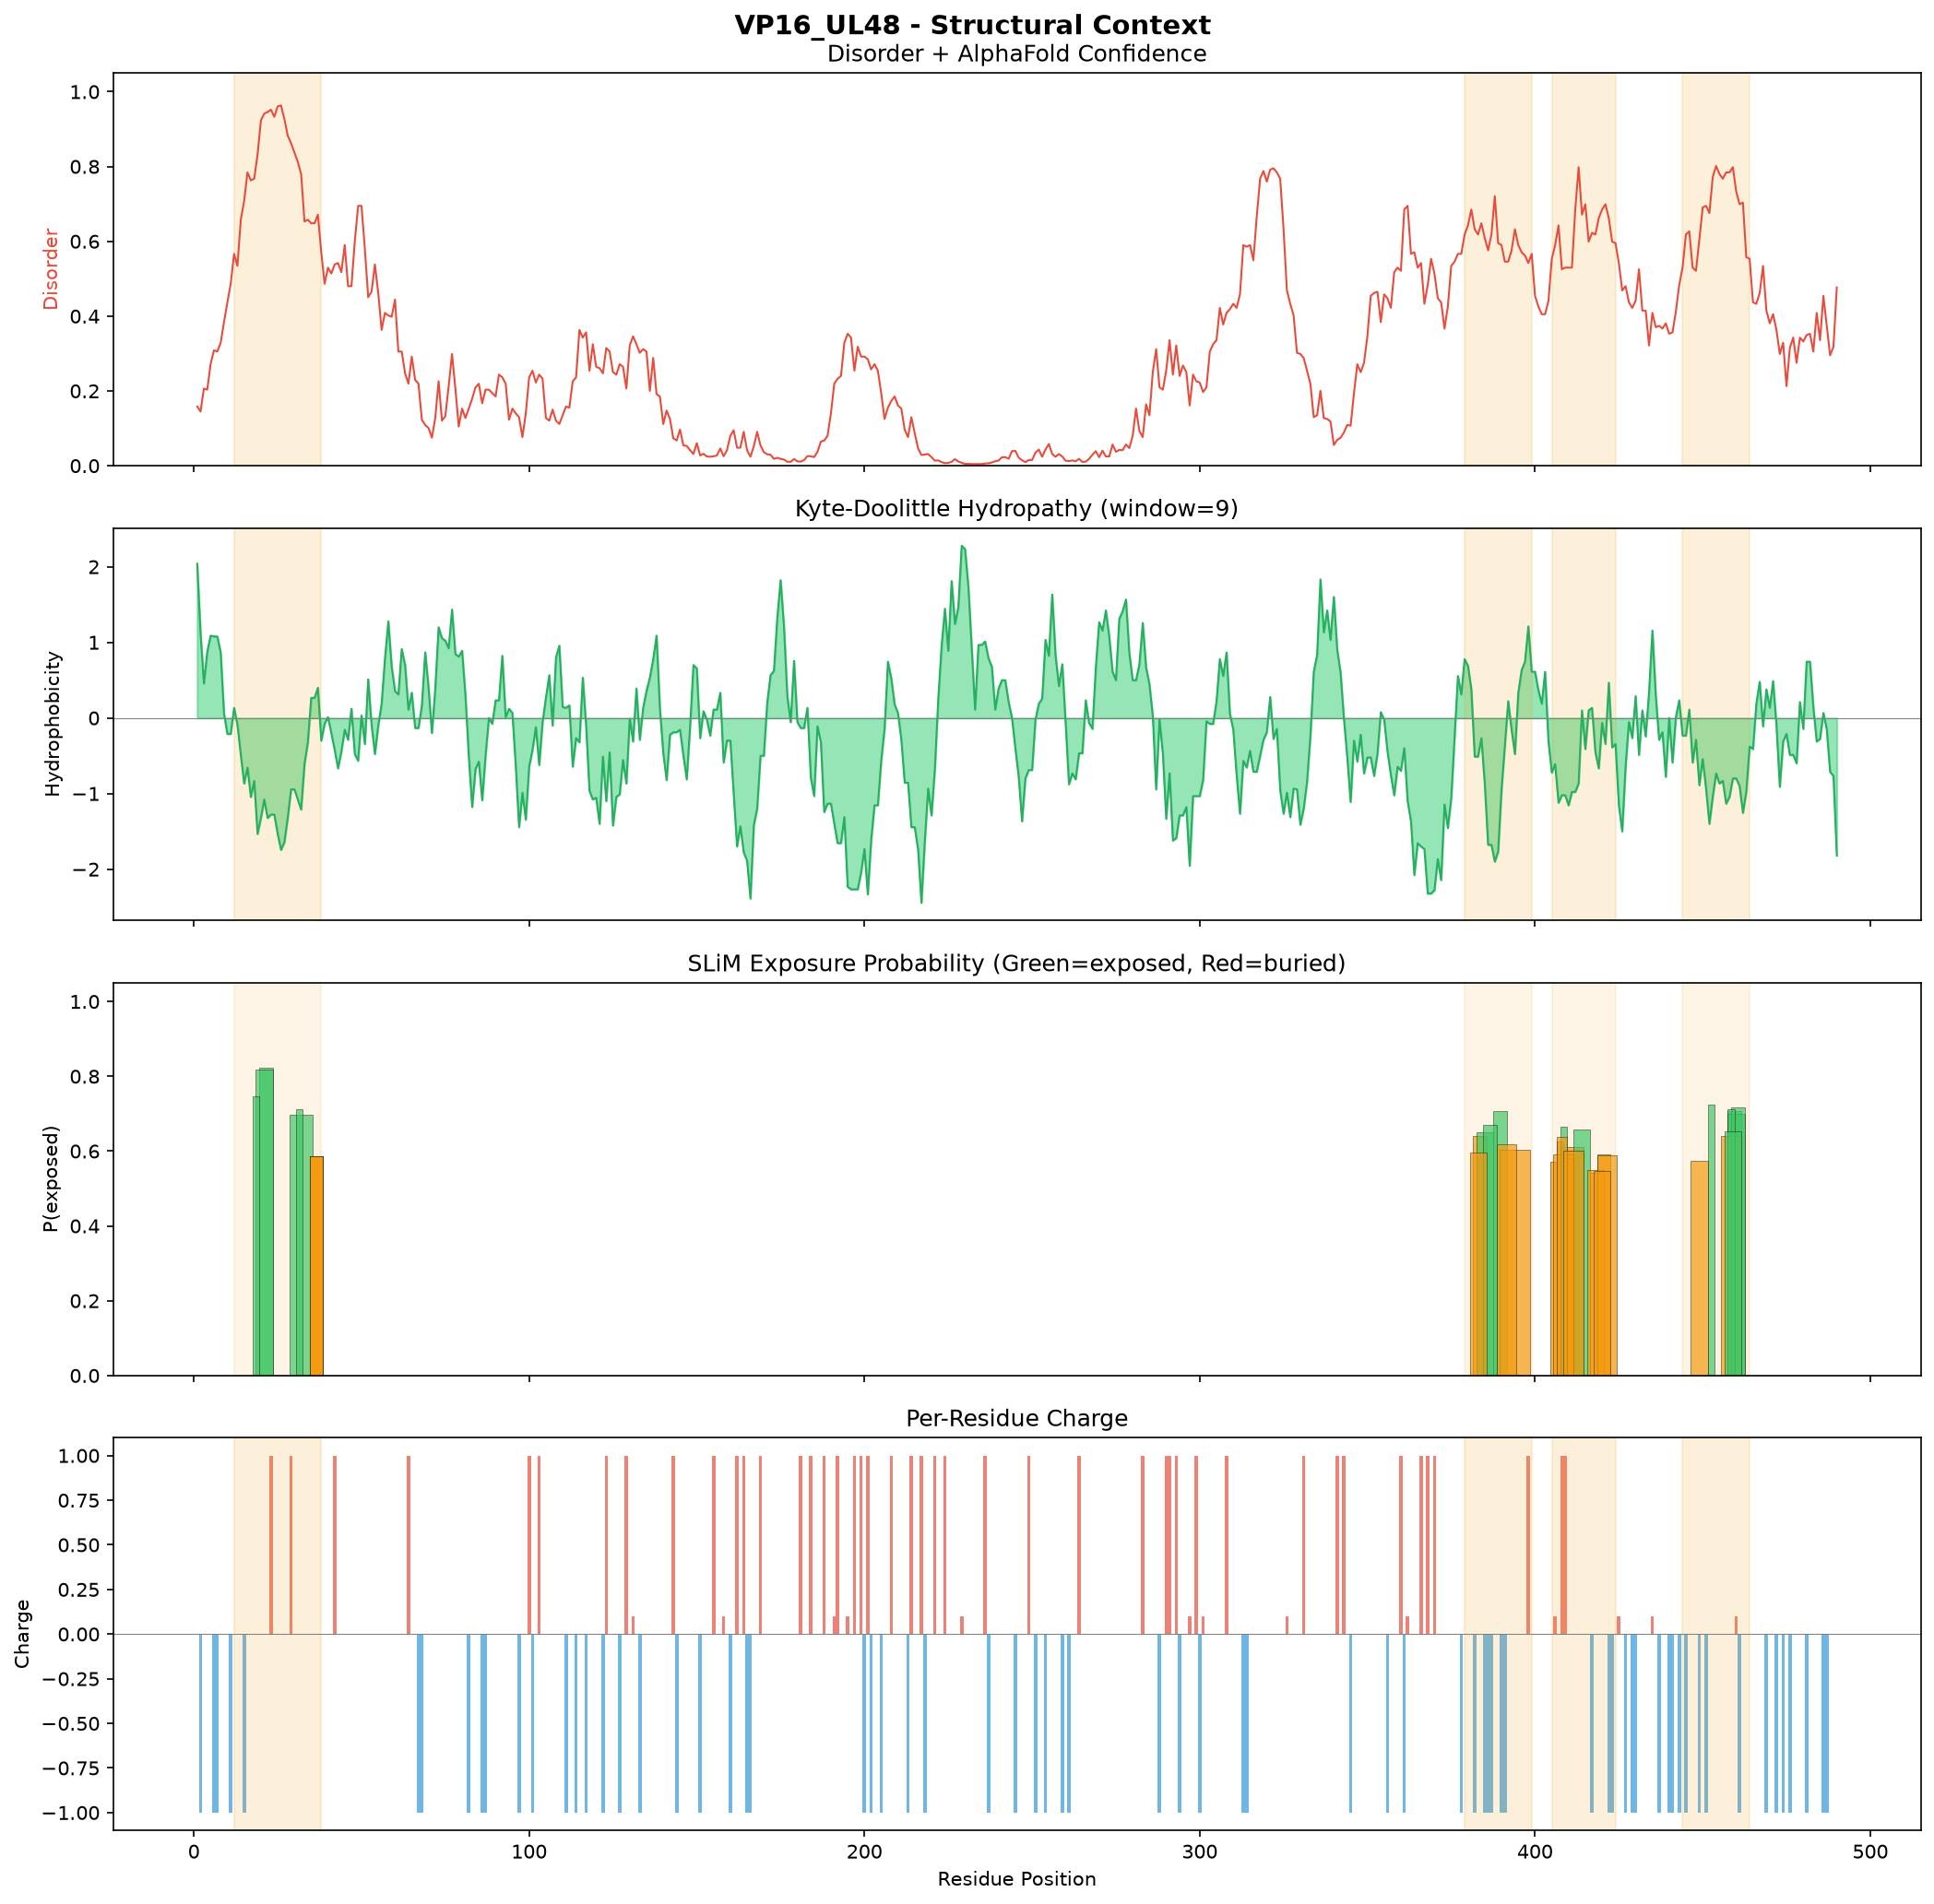 VP16_UL48 - Structural Context
Disorder + AlphaFold Confidence
1.0
0.8
0.6
0.4
0.2
0.0
Disorder
Kyte-Doolittle Hydropathy (window=9)
2
1
0
−1
−2
Hydrophobicity
SLiM Exposure Probability (Green=exposed, Red=buried)
1.0
0.8
0.6
0.4
0.2
0.0
P(exposed)
Per-Residue Charge
1.00
0.75
0.50
0.25
0.00
−0.25
−0.50
−0.75
−1.00
Charge
0 100 200 300 400 500
Residue Position